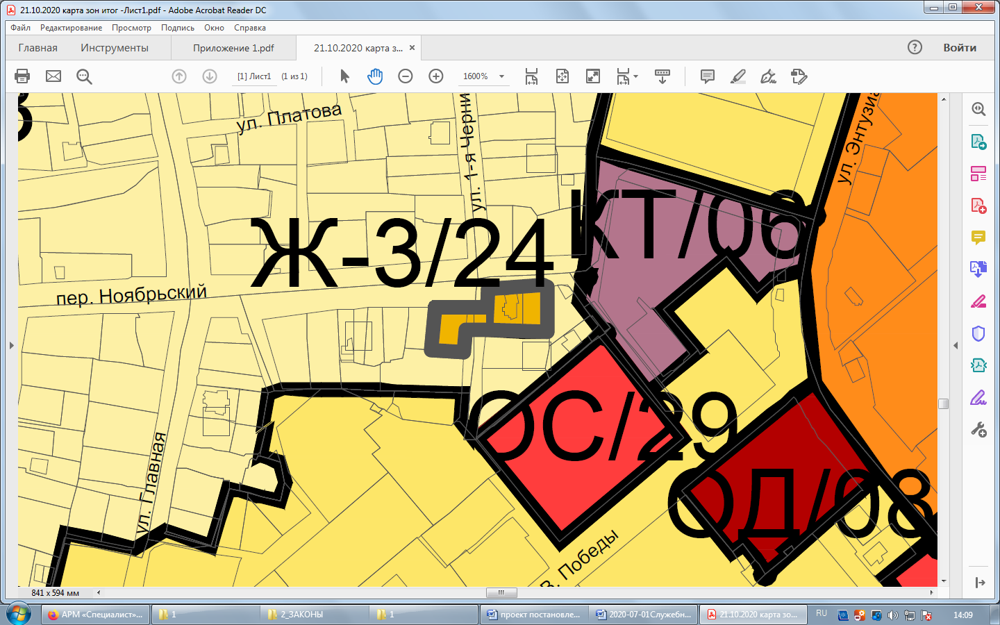 21.10.2020 карта зон итог -Лист1.pdf - Adobe Acrobat Reader DC
Файл Редактирование Просмотр Подпись Окно Справка
Главная Инструменты Приложение 1.pdf 21.10.2020 карта з... × Войти
[1] Лист1 (1 из 1) 1600%
ул. Платова
ул. 1-я Черни
ул. Энтузиа
КТ/06
Ж-3/24
пер. Ноябрьский
ОС/29
ул. Главная
ОД/08
В. Победы
841 x 594 мм
АРМ «Специалист»... 1 2_ЗАКОНЫ 1 проект постановле... 2020-07-01Служебн... 21.10.2020 карта зо... RU 14:09